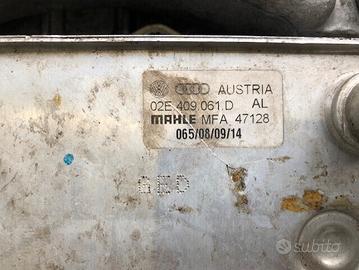 AUSTRIA
02E.409.061.D AL
MAHLE MFA 47128
065/08/09/14
GED
subito